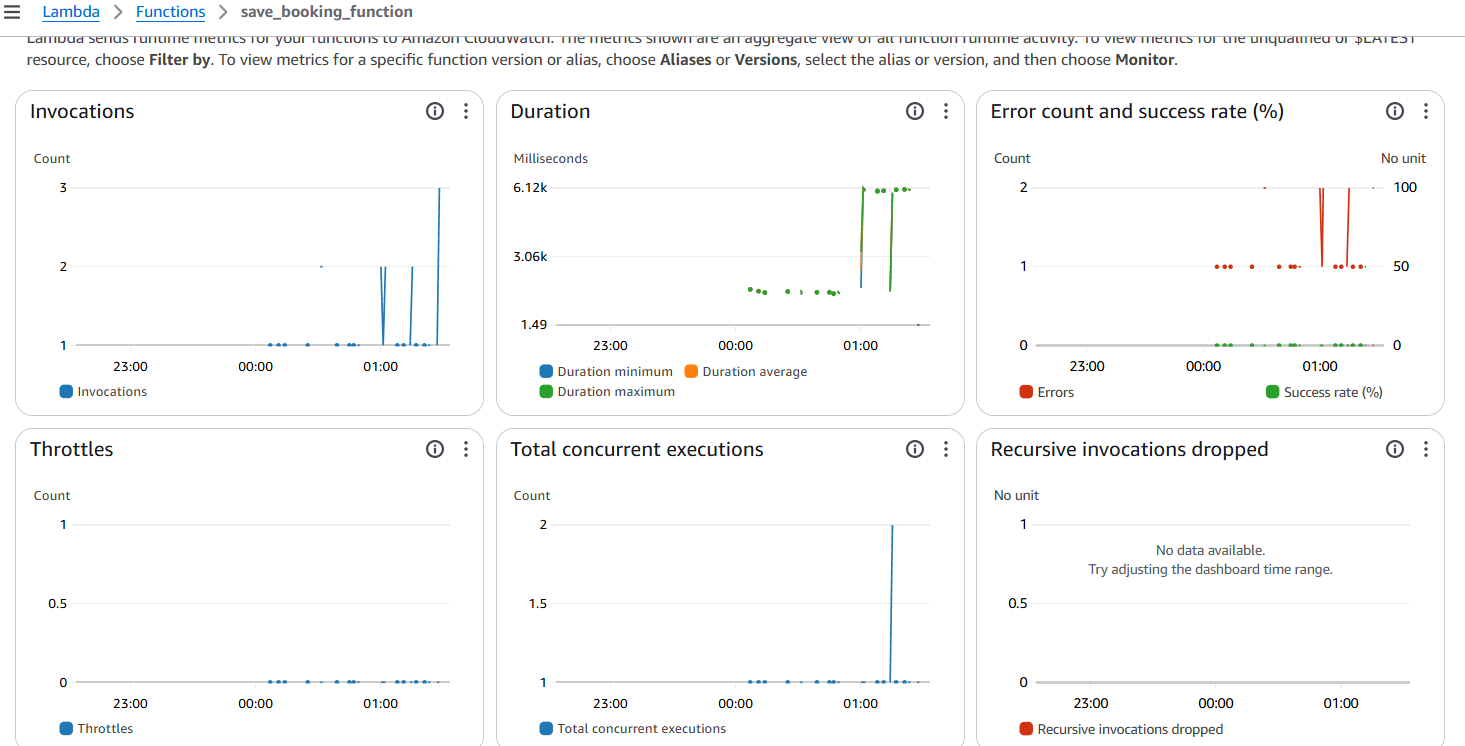 Lambda > Functions > save_booking_function
Lambda sends runtime metrics for your functions to Amazon CloudWatch. The metrics shown are an aggregate view of all function runtime activity. To view metrics for the unqualified or $LATEST
resource, choose Filter by. To view metrics for a specific function version or alias, choose Aliases or Versions, select the alias or version, and then choose Monitor.
Invocations
Count
3
2
1
23:00 00:00 01:00
Invocations
Duration
Milliseconds
6.12k
3.06k
1.49
23:00 00:00 01:00
Duration minimum Duration average
Duration maximum
Error count and success rate (%)
Count No unit
2 100
1 50
0 0
23:00 00:00 01:00
Errors Success rate (%)
Throttles
Count
1
0.5
0
23:00 00:00 01:00
Throttles
Total concurrent executions
Count
2
1.5
1
23:00 00:00 01:00
Total concurrent executions
Recursive invocations dropped
No unit
1
No data available.
Try adjusting the dashboard time range.
0.5
0
23:00 00:00 01:00
Recursive invocations dropped